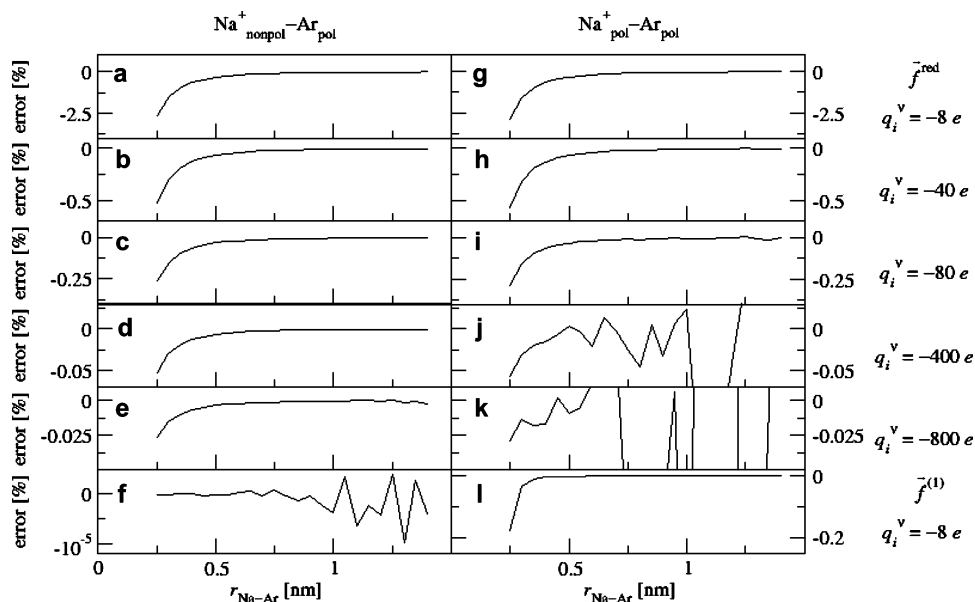 Na⁺nonpol–Arpol
Na⁺pol–Arpol
error [%]
a
0
-2.5
g
0
-2.5
f⃗ red
qᵢᵛ = −8 e
error [%]
b
0
-0.5
h
0
-0.5
qᵢᵛ = −40 e
error [%]
c
0
-0.25
i
0
-0.25
qᵢᵛ = −80 e
error [%]
d
0
-0.05
j
0
-0.05
qᵢᵛ = −400 e
error [%]
e
0
-0.025
k
0
-0.025
qᵢᵛ = −800 e
error [%]
f
0
-10⁻⁵
l
0
-0.2
f⃗ (1)
qᵢᵛ = −8 e
0
0.5
1
0.5
1
rNa−Ar [nm]
rNa−Ar [nm]